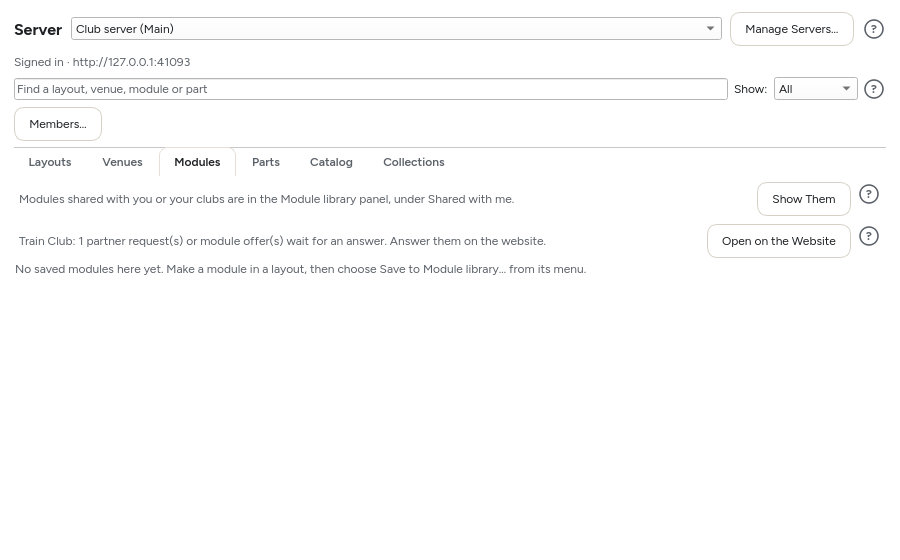 Server Club server (Main) Manage Servers... ?
Signed in · http://127.0.0.1:41093
Find a layout, venue, module or part Show: All ?
Members...
Layouts Venues Modules Parts Catalog Collections
Modules shared with you or your clubs are in the Module library panel, under Shared with me. Show Them ?
Train Club: 1 partner request(s) or module offer(s) wait for an answer. Answer them on the website. Open on the Website ?
No saved modules here yet. Make a module in a layout, then choose Save to Module library... from its menu.